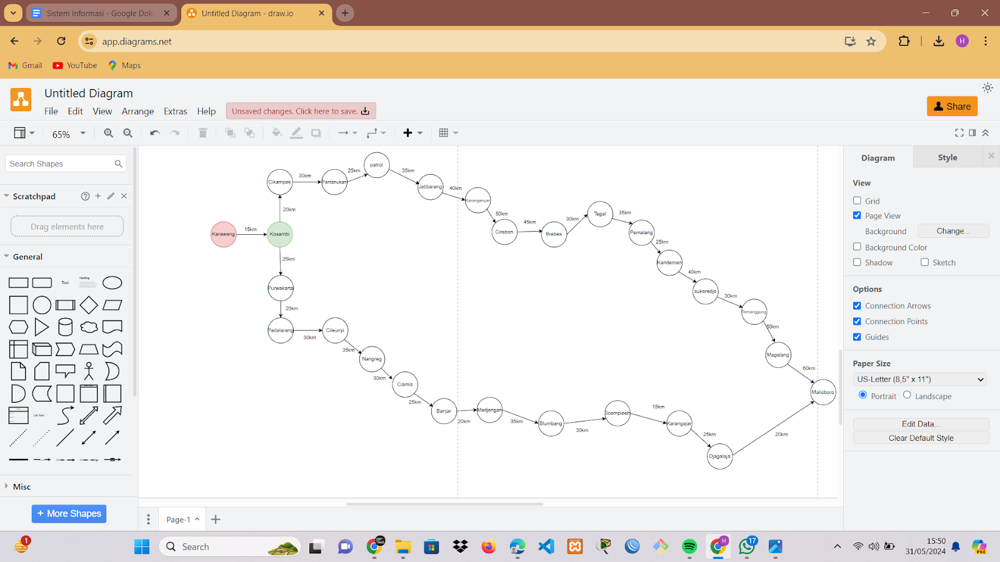 Sistem Informasi - Google Doku
Untitled Diagram - draw.io
app.diagrams.net
H
Gmail
YouTube
Maps
Untitled Diagram
File Edit View Arrange Extras Help
Unsaved changes. Click here to save.
Share
65%
Search Shapes
Scratchpad
Drag elements here
General
Text
Heading
List Item
Misc
+ More Shapes
Karawang
15km
Kosambi
20km
Cikampek
30km
Pamanukan
25km
patrol
35km
Jatibarang
40km
Karanganyar
50km
Cirebon
45km
Brebes
30km
Tegal
35km
Pemalang
25km
Kandeman
40km
sukoredjo
30km
Temanggung
50km
Magelang
60km
Malioboro
25km
Purwakarta
20km
Padalarang
30km
Cileunyi
35km
Nangreg
30km
Ciamis
25km
Banjar
20km
Madjengan
35km
Blumbang
30km
Soempioeh
15km
Karangajar
25km
Djagalaja
20km
Page-1
Diagram
Style
View
Grid
Page View
Background
Change...
Background Color
Shadow
Sketch
Options
Connection Arrows
Connection Points
Guides
Paper Size
US-Letter (8,5" x 11")
Portrait
Landscape
Edit Data...
Clear Default Style
1
Search
H
17
15:50
31/05/2024
PRE